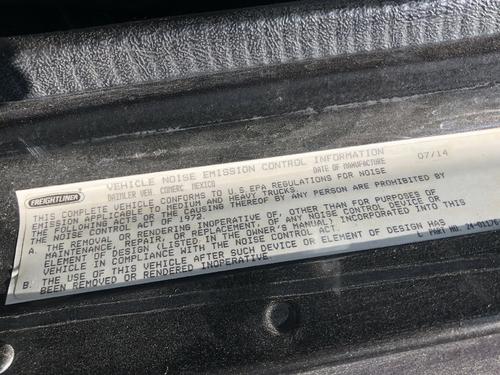 FREIGHTLINER
VEHICLE NOISE EMISSION CONTROL INFORMATION
DAIMLER VEH. COMERC. MEXICO
DATE OF MANUFACTURE 07/14
THIS COMPLETE VEHICLE CONFORMS TO U.S.EPA REGULATIONS FOR NOISE
EMISSION APPLICABLE TO MEDIUM AND HEAVY TRUCKS.
THE FOLLOWING ACTS OR THE CAUSING THEREOF BY ANY PERSON ARE PROHIBITED BY
THE NOISE CONTROL ACT OF 1972.
A. THE REMOVAL OR RENDERING INOPERATIVE, OTHER THAN FOR PURPOSES OF
MAINTENANCE, REPAIR, OR REPLACEMENT, OF ANY NOISE CONTROL DEVICE OR
ELEMENT OF DESIGN, LISTED IN THE OWNER'S MANUAL, INCORPORATED INTO THIS
VEHICLE IN COMPLIANCE WITH THE NOISE CONTROL ACT.
B. THE USE OF THIS VEHICLE AFTER SUCH DEVICE OR ELEMENT OF DESIGN HAS
BEEN REMOVED OR RENDERED INOPERATIVE.
PART NO.